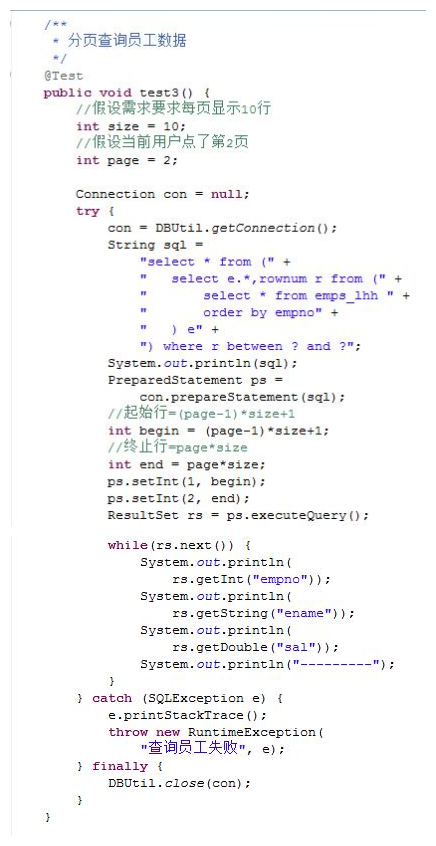 /**
 * 分页查询员工数据
 */
@Test
public void test3() {
    //假设需求要求每页显示10行
    int size = 10;
    //假设当前用户点了第2页
    int page = 2;

    Connection con = null;
    try {
        con = DBUtil.getConnection();
        String sql =
            "select * from (" +
            "   select e.*,rownum r from (" +
            "       select * from emps_lhh " +
            "       order by empno" +
            "   ) e" +
            ") where r between ? and ?";
        System.out.println(sql);
        PreparedStatement ps =
            con.prepareStatement(sql);
        //起始行=(page-1)*size+1
        int begin = (page-1)*size+1;
        //终止行=page*size
        int end = page*size;
        ps.setInt(1, begin);
        ps.setInt(2, end);
        ResultSet rs = ps.executeQuery();
        while(rs.next()) {
            System.out.println(
                rs.getInt("empno"));
            System.out.println(
                rs.getString("ename"));
            System.out.println(
                rs.getDouble("sal"));
            System.out.println("---------");
        }
    } catch (SQLException e) {
        e.printStackTrace();
        throw new RuntimeException(
            "查询员工失败", e);
    } finally {
        DBUtil.close(con);
    }
}